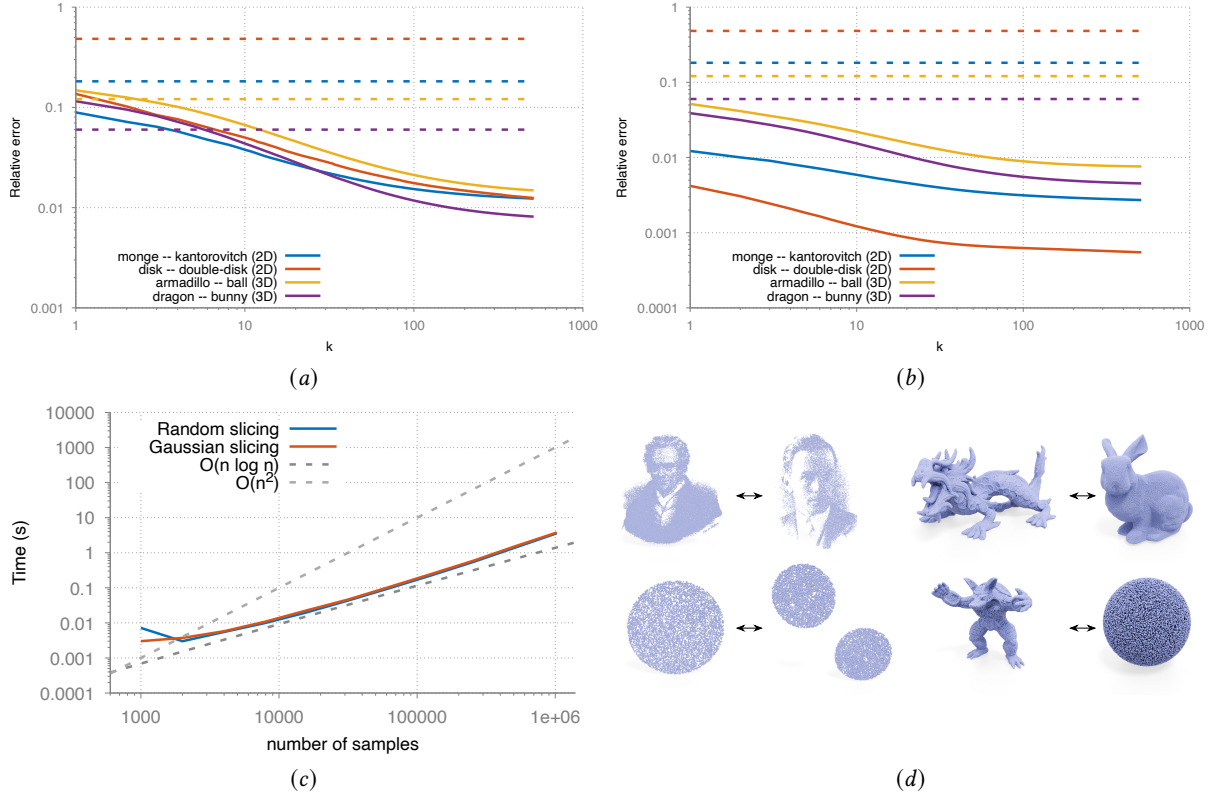 1
0.1
0.01
0.001
Relative error
monge -- kantorovitch (2D)
disk -- double-disk (2D)
armadillo -- ball (3D)
dragon -- bunny (3D)
1 10 100 1000
k
(a)
1
0.1
0.01
0.001
0.0001
Relative error
monge -- kantorovitch (2D)
disk -- double-disk (2D)
armadillo -- ball (3D)
dragon -- bunny (3D)
1 10 100 1000
k
(b)
10000
1000
100
10
1
0.1
0.01
0.001
0.0001
Time (s)
Random slicing
Gaussian slicing
O(n log n)
O(n²)
1000 10000 100000 1e+06
number of samples
(c)
(d)